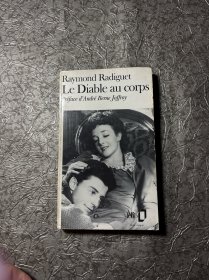 Raymond Radiguet
Le Diable au corps
Préface d'André Berne Joffroy